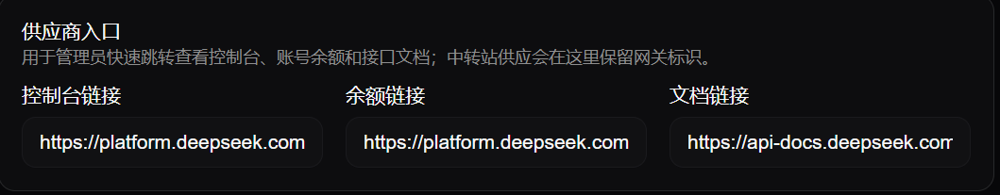 供应商入口
用于管理员快速跳转查看控制台、账号余额和接口文档；中转站供应会在这里保留网关标识。
控制台链接 余额链接 文档链接
https://platform.deepseek.com https://platform.deepseek.com https://api-docs.deepseek.com